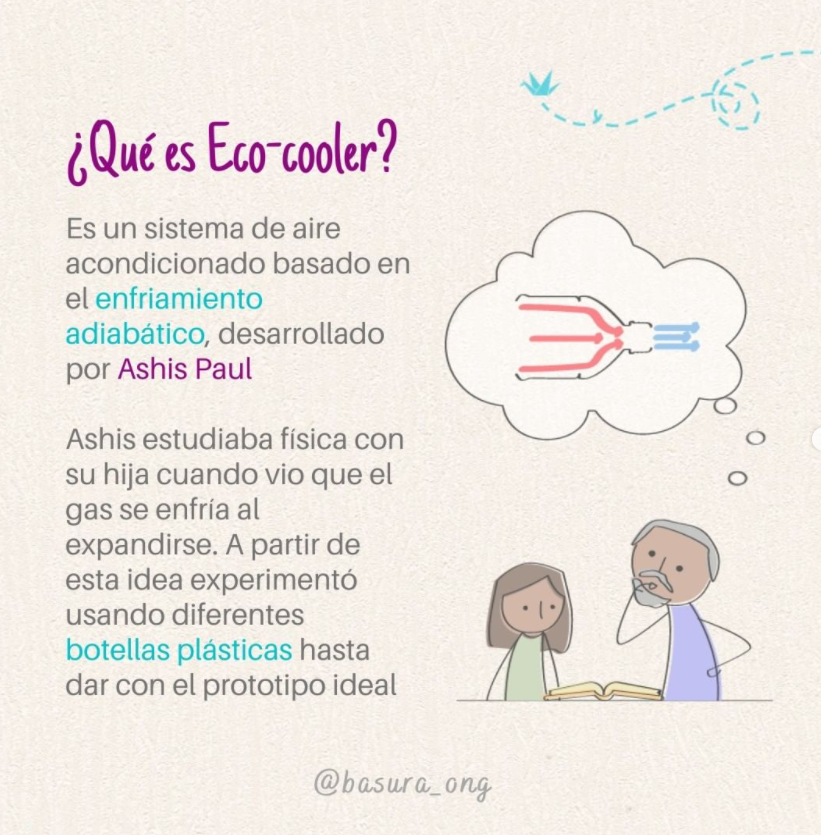 ¿Qué es Eco-cooler?
Es un sistema de aire
acondicionado basado en
el enfriamiento
adiabático, desarrollado
por Ashis Paul
Ashis estudiaba física con
su hija cuando vio que el
gas se enfría al
expandirse. A partir de
esta idea experimentó
usando diferentes
botellas plásticas hasta
dar con el prototipo ideal
@basura_ong